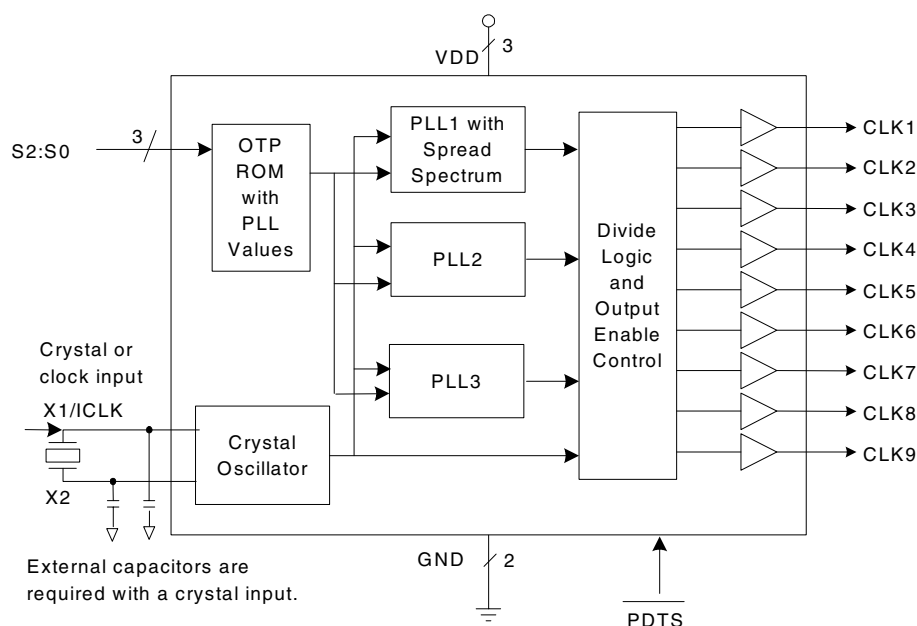 VDD
3
S2:S0
3
OTP
ROM
with
PLL
Values
PLL1 with
Spread
Spectrum
PLL2
PLL3
Divide
Logic
and
Output
Enable
Control
CLK1
CLK2
CLK3
CLK4
CLK5
CLK6
CLK7
CLK8
CLK9
Crystal or
clock input
X1/ICLK
X2
Crystal
Oscillator
External capacitors are
required with a crystal input.
GND
2
PDTS